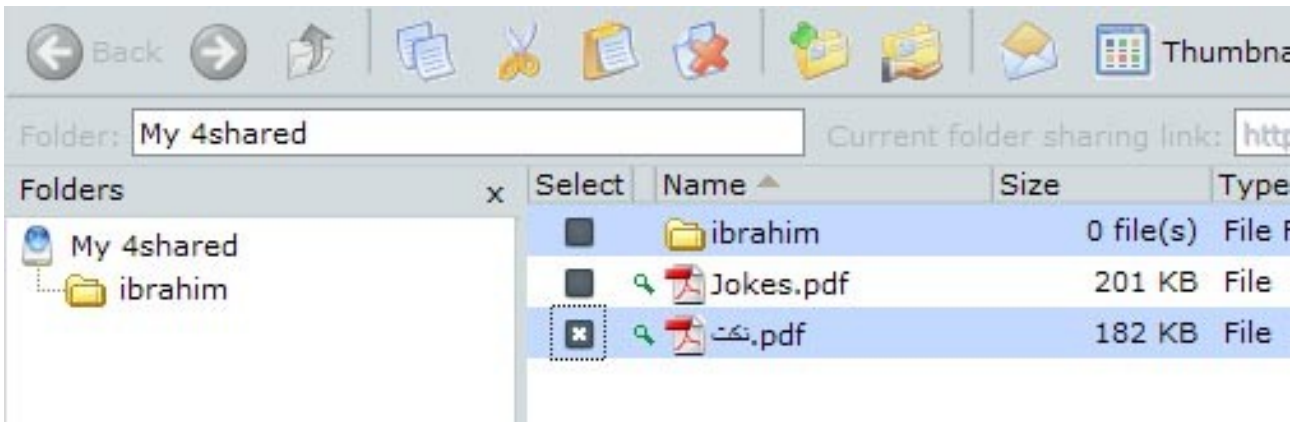 Back Thumbna
Folder: My 4shared Current folder sharing link: http
Folders x Select Name Size Type
My 4shared
ibrahim
ibrahim 0 file(s) File F
Jokes.pdf 201 KB File
نكت.pdf 182 KB File